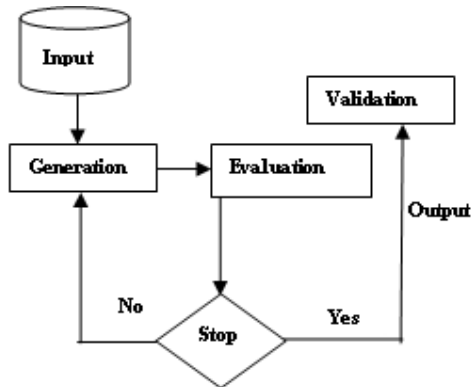 Input
Validation
Generation
Evaluation
Output
No
Yes
Stop